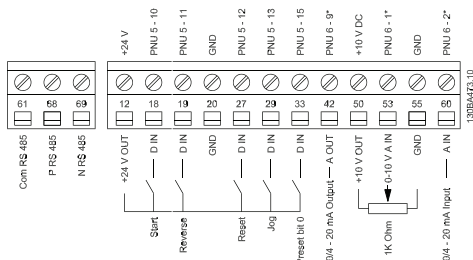 +24 V
PNU 5 - 10
PNU 5 - 11
GND
PNU 5 - 12
PNU 5 - 13
PNU 5 - 15
PNU 6 - 9*
+10 V DC
PNU 6 - 1*
GND
PNU 6 - 2*
61 68 69
12 18 19 20 27 29 33 42 50 53 55 60
Com RS 485
P RS 485
N RS 485
+24 V OUT
D IN
D IN
GND
D IN
D IN
D IN
0/4 - 20 mA Output
A OUT
+10 V OUT
0-10 V A IN
GND
0/4 - 20 mA Input
A IN
Start
Reverse
Reset
Jog
Preset bit 0
1K Ohm
130BA473.10